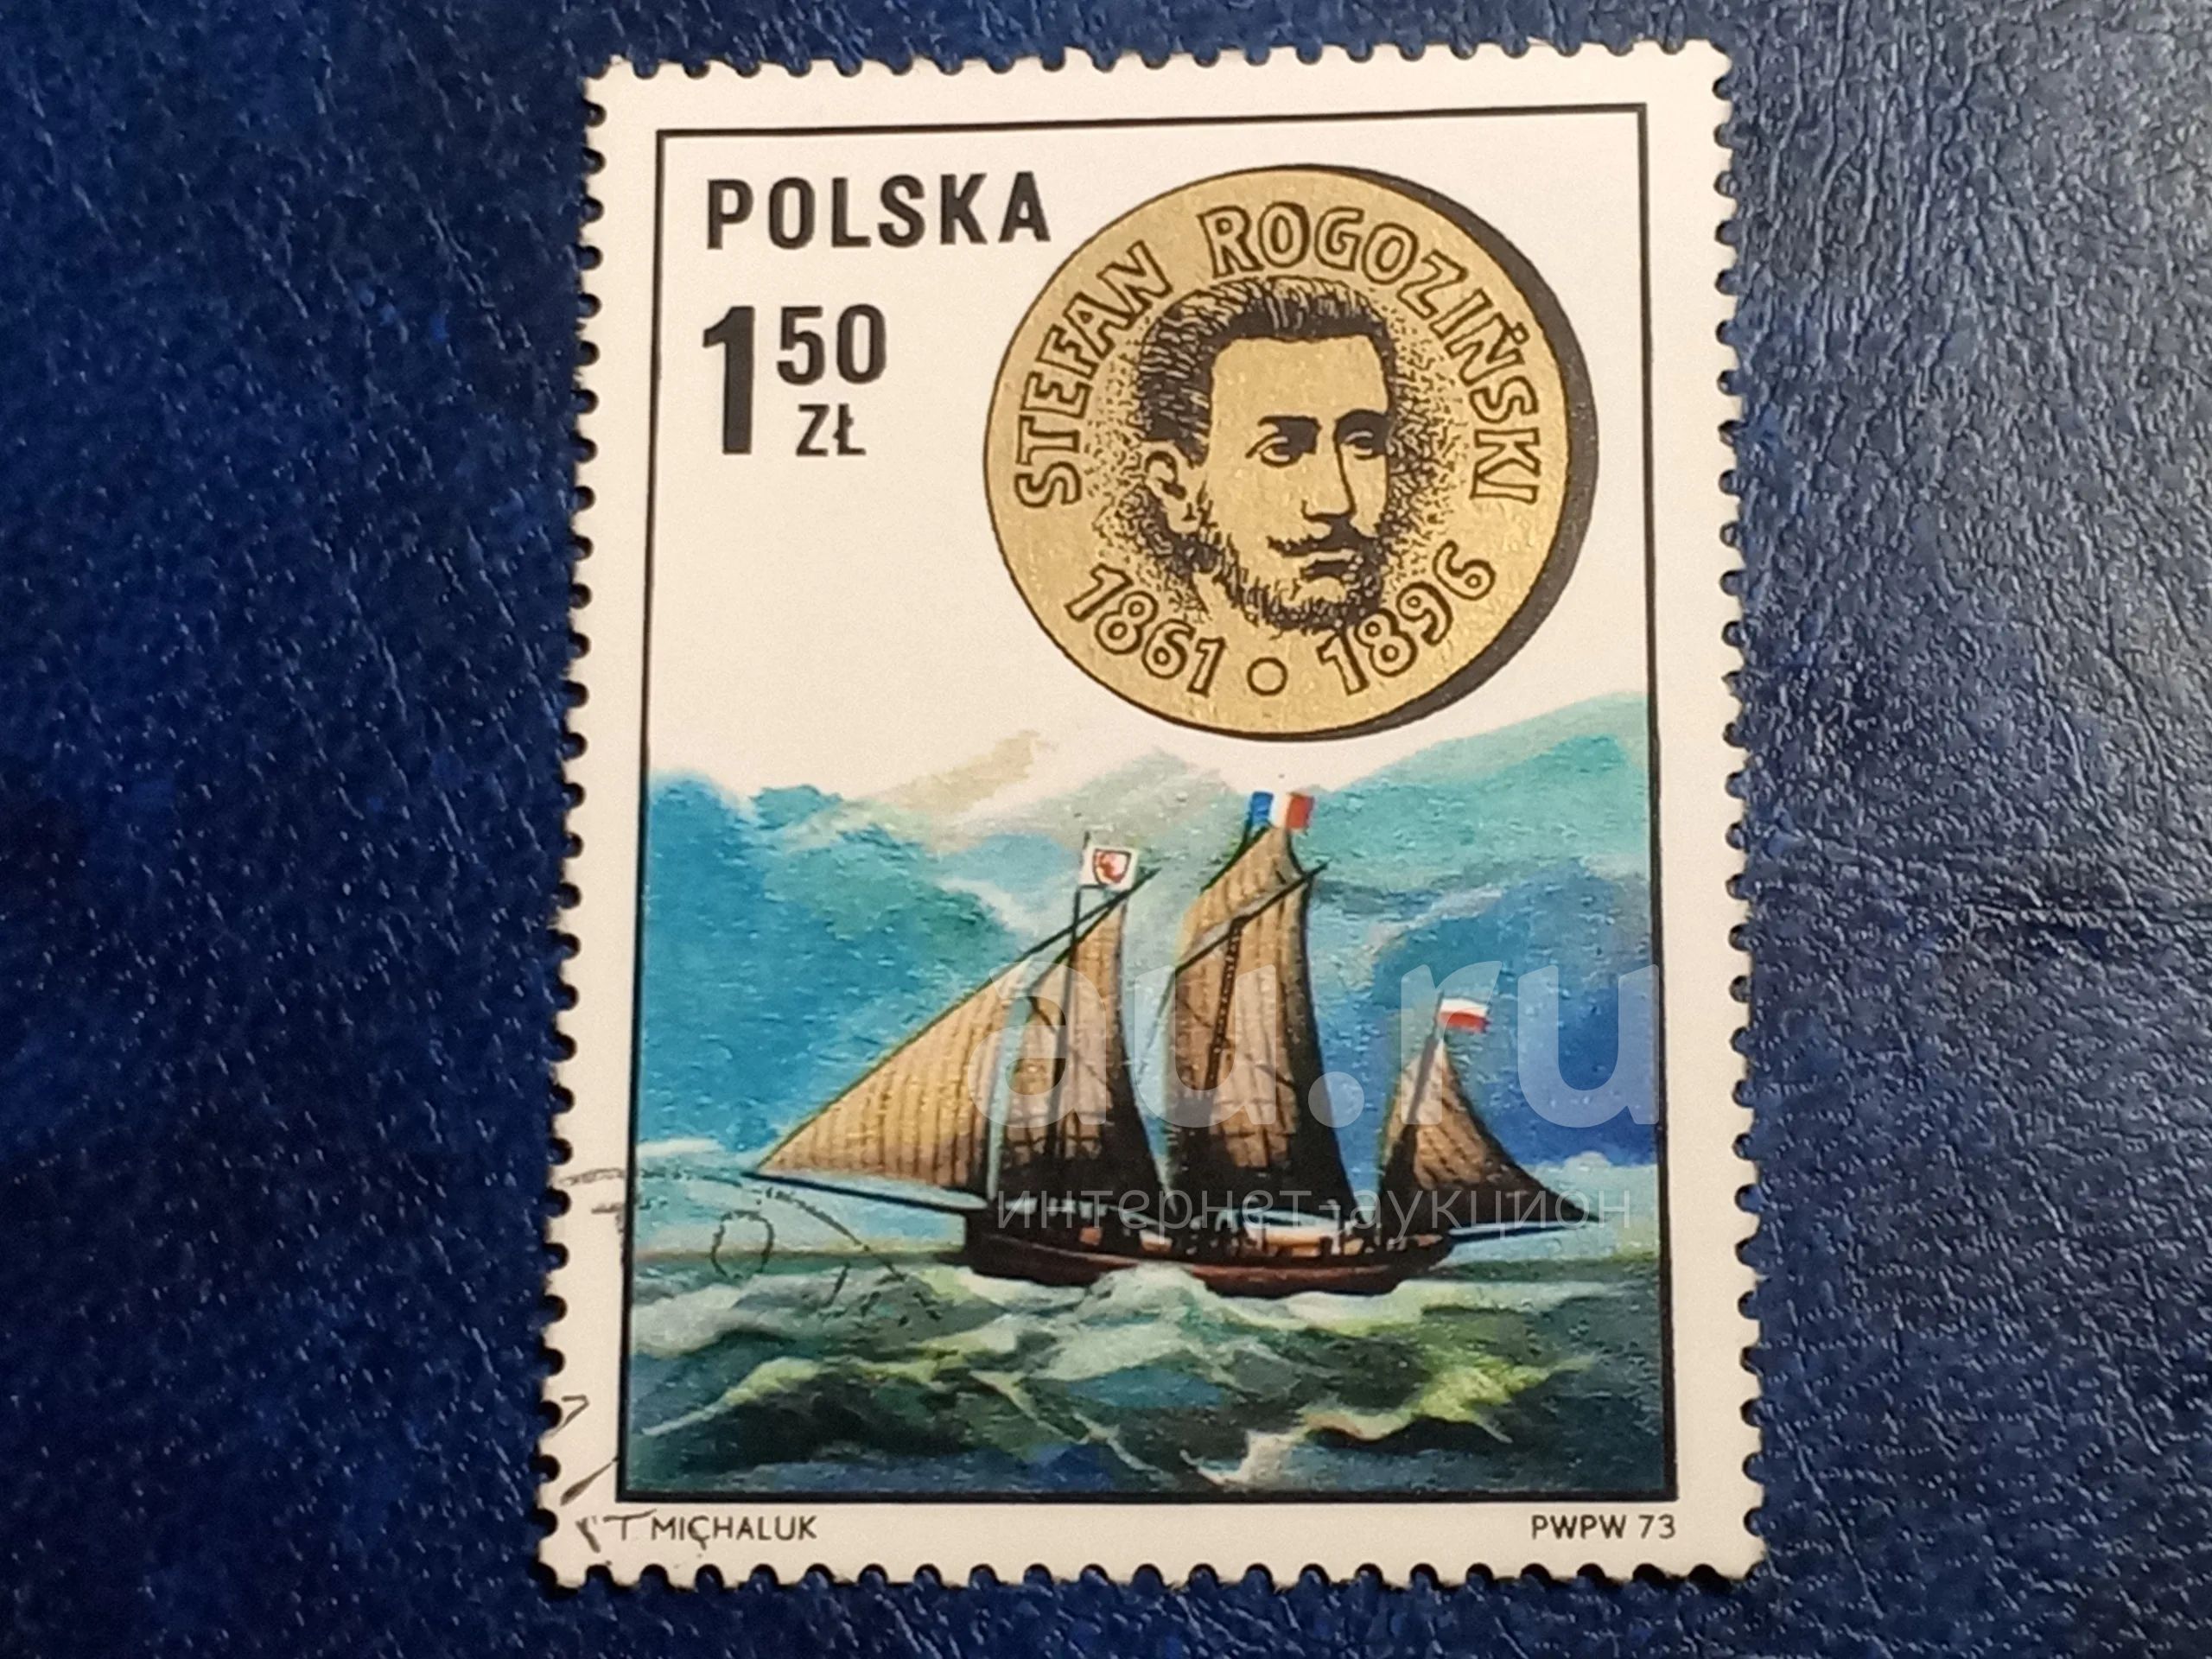 POLSKA
1 50
ZŁ
STEFAN ROGOZIŃSKI
1861 1896
au.ru
интернет-аукцион
T MICHALUK
PWPW 73